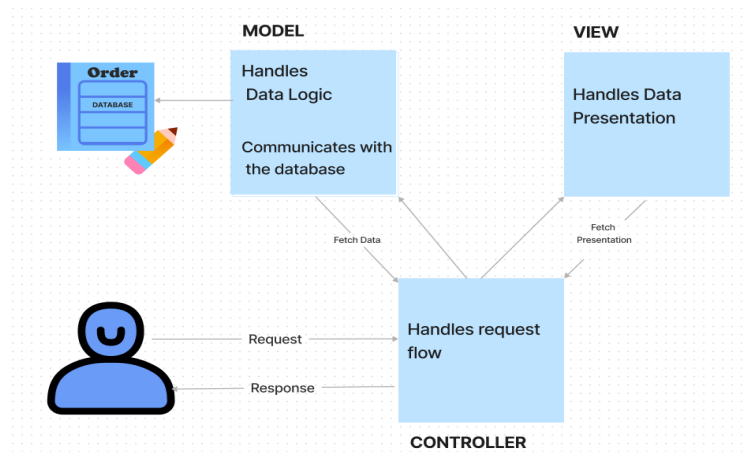 MODEL
VIEW
Order
DATABASE
Handles
Data Logic
Communicates with
the database
Handles Data
Presentation
Fetch Data
Fetch
Presentation
Request
Response
Handles request
flow
CONTROLLER